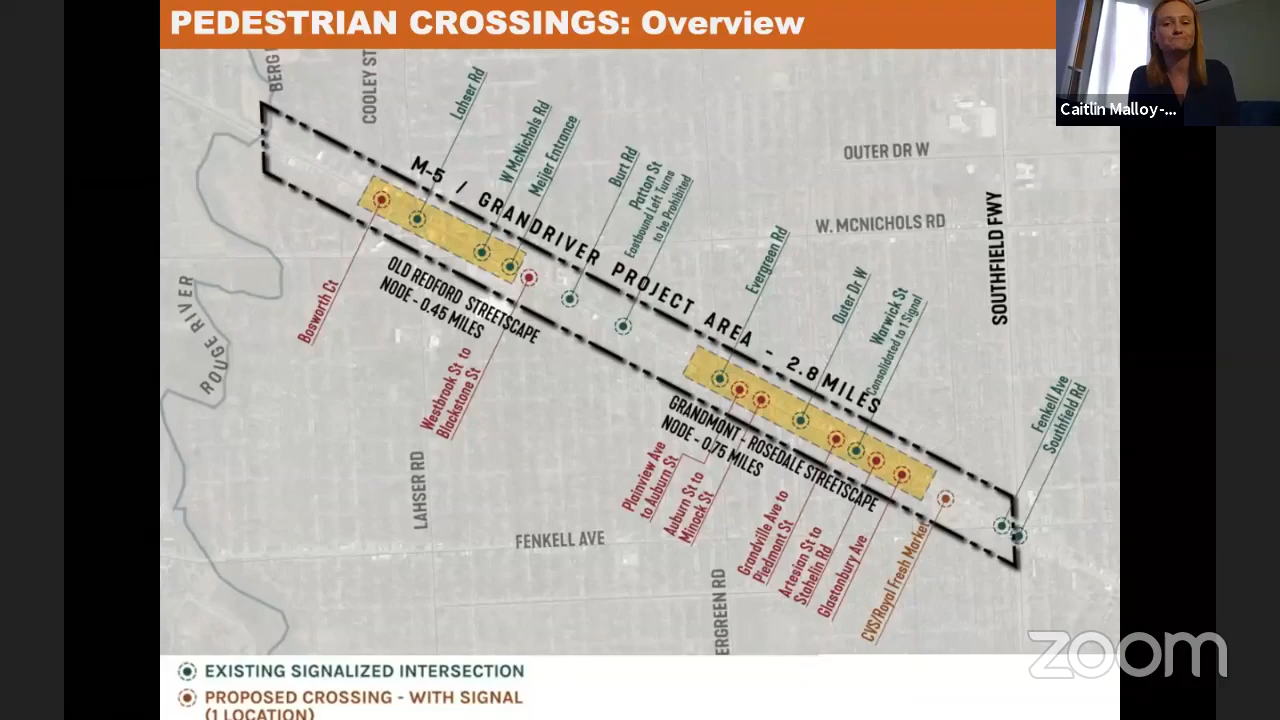 PEDESTRIAN CROSSINGS: Overview
Caitlin Malloy-...
BERG
COOLEY ST
Lahser Rd
W McNichols Rd
Meijer Entrance
Burt Rd
Patton St
Eastbound Left Turns
to be Prohibited
OUTER DR W
W. MCNICHOLS RD
SOUTHFIELD FWY
M-5 / GRANDRIVER PROJECT AREA - 2.8 MILES
Evergreen Rd
Outer Dr W
Warwick St
Consolidated to 1 Signal
Fenkell Ave
Southfield Rd
ROUGE RIVER
Bosworth Ct
OLD REDFORD STREETSCAPE
NODE - 0.45 MILES
Westbrook St to
Blackstone St
LAHSER RD
GRANDMONT - ROSEDALE STREETSCAPE
NODE - 0.75 MILES
Plainview Ave
to Auburn St
Auburn St to
Minock St
Grandville Ave to
Piedmont St
Artesian St to
Stahelin Rd
Glastonbury Ave
CVS/Royal Fresh Market
FENKELL AVE
ERGREEN RD
EXISTING SIGNALIZED INTERSECTION
PROPOSED CROSSING - WITH SIGNAL
(1 LOCATION)
zoom